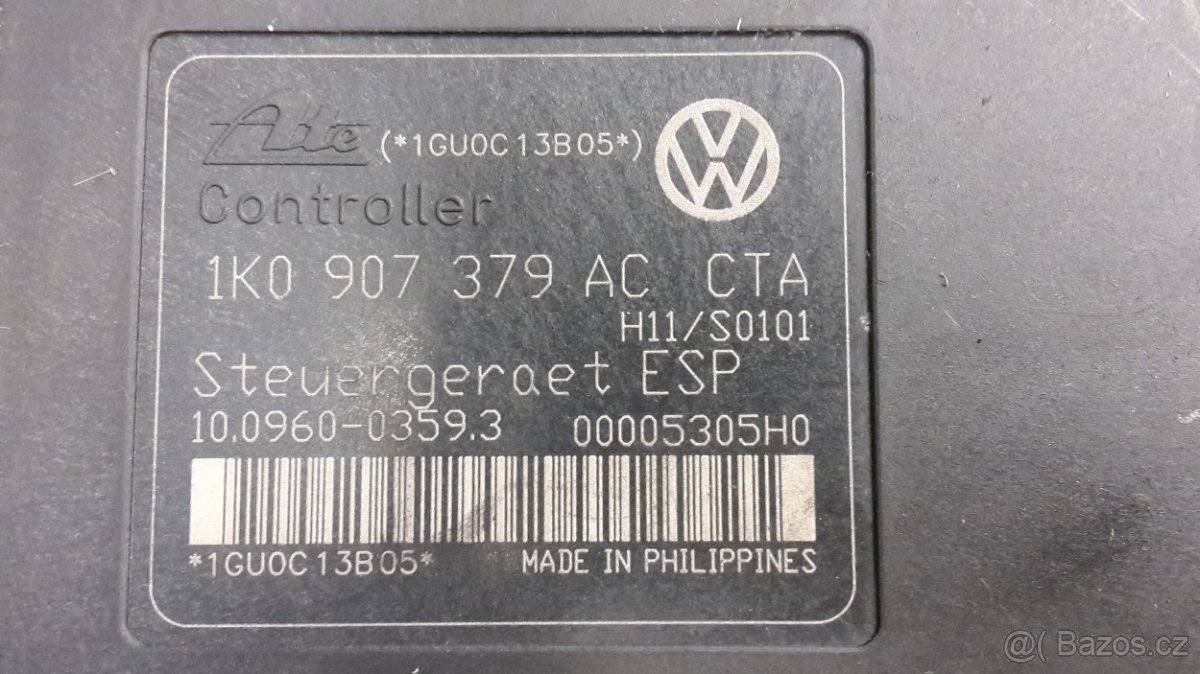 Ate (*1GU0C13B05*)
Controller
1K0 907 379 AC CTA
H11/S0101
Steuergeraet ESP
10.0960-0359.3 00005305H0
*1GU0C13B05* MADE IN PHILIPPINES
@( Bazos.cz